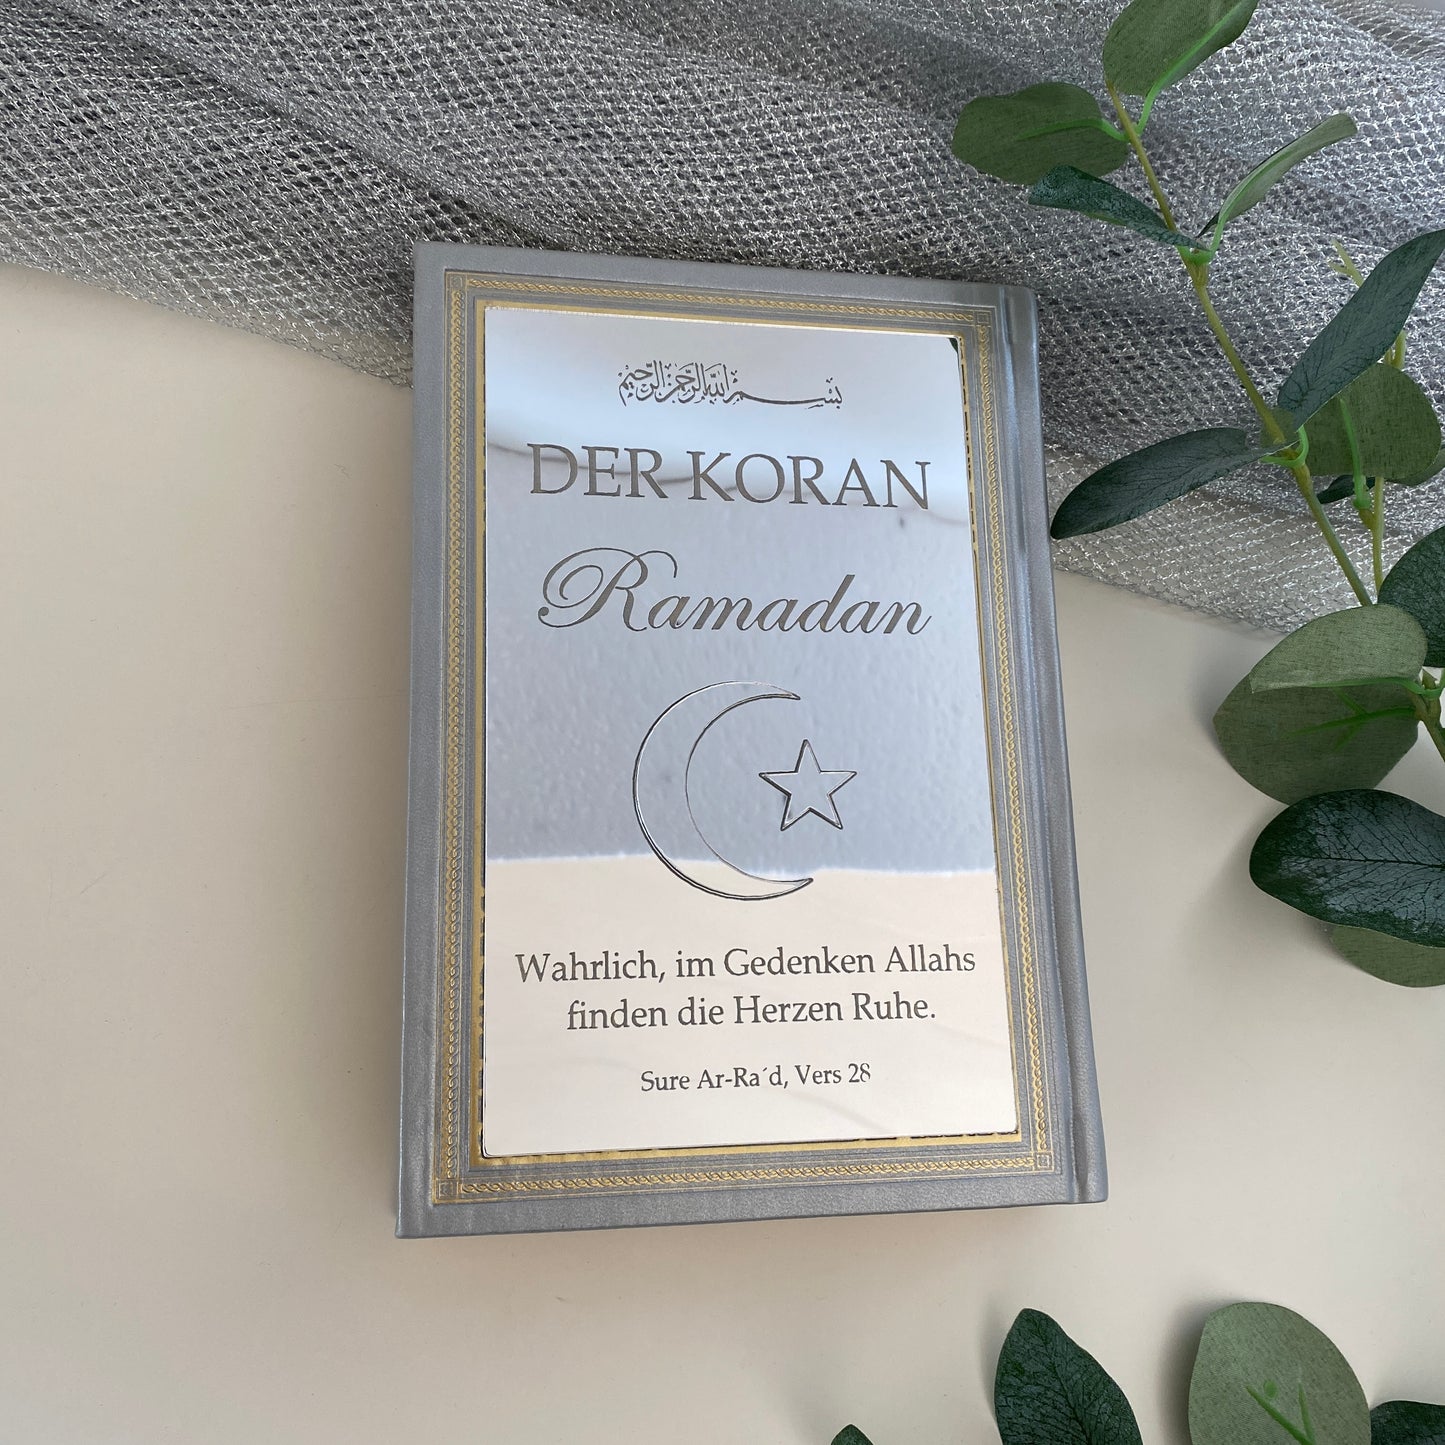 بسم الله الرحمن الرحيم
DER KORAN
Ramadan
Wahrlich, im Gedenken Allahs
finden die Herzen Ruhe.
Sure Ar-Ra´d, Vers 28